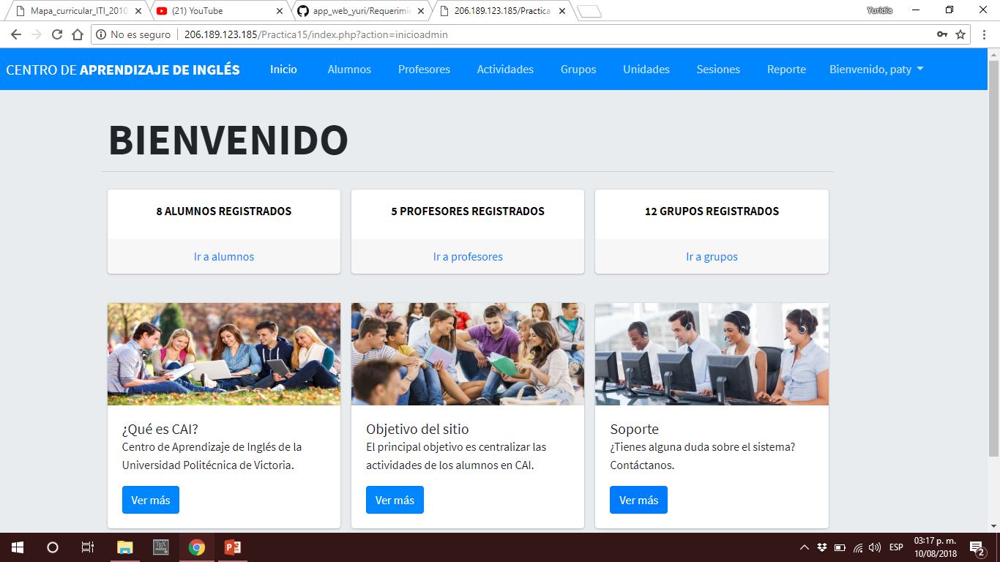 Mapa_curricular_ITI_2010
(21) YouTube
app_web_yuri/Requerimie
206.189.123.185/Practica
Yuridia
No es seguro
206.189.123.185/Practica15/index.php?action=inicioadmin
CENTRO DE APRENDIZAJE DE INGLÉS
Inicio
Alumnos
Profesores
Actividades
Grupos
Unidades
Sesiones
Reporte
Bienvenido, paty
BIENVENIDO
8 ALUMNOS REGISTRADOS
Ir a alumnos
5 PROFESORES REGISTRADOS
Ir a profesores
12 GRUPOS REGISTRADOS
Ir a grupos
¿Qué es CAI?
Centro de Aprendizaje de Inglés de la
Universidad Politécnica de Victoria.
Ver más
Objetivo del sitio
El principal objetivo es centralizar las
actividades de los alumnos en CAI.
Ver más
Soporte
¿Tienes alguna duda sobre el sistema?
Contáctanos.
Ver más
ESP
03:17 p. m.
10/08/2018
2